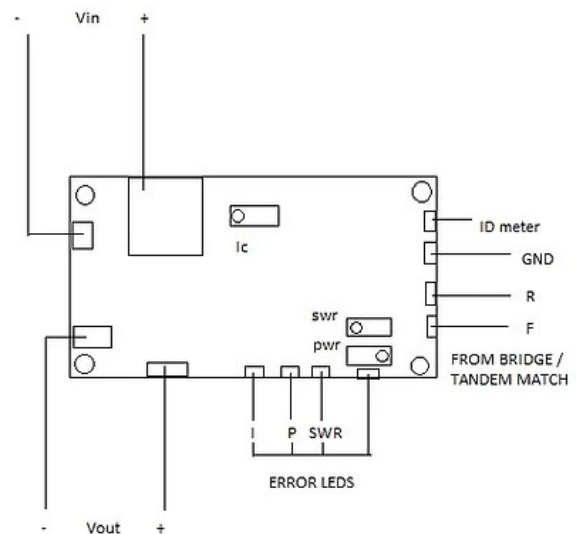 - Vin +
Ic
ID meter
GND
R
F
swr
pwr
FROM BRIDGE /
TANDEM MATCH
I P SWR
ERROR LEDS
- Vout +